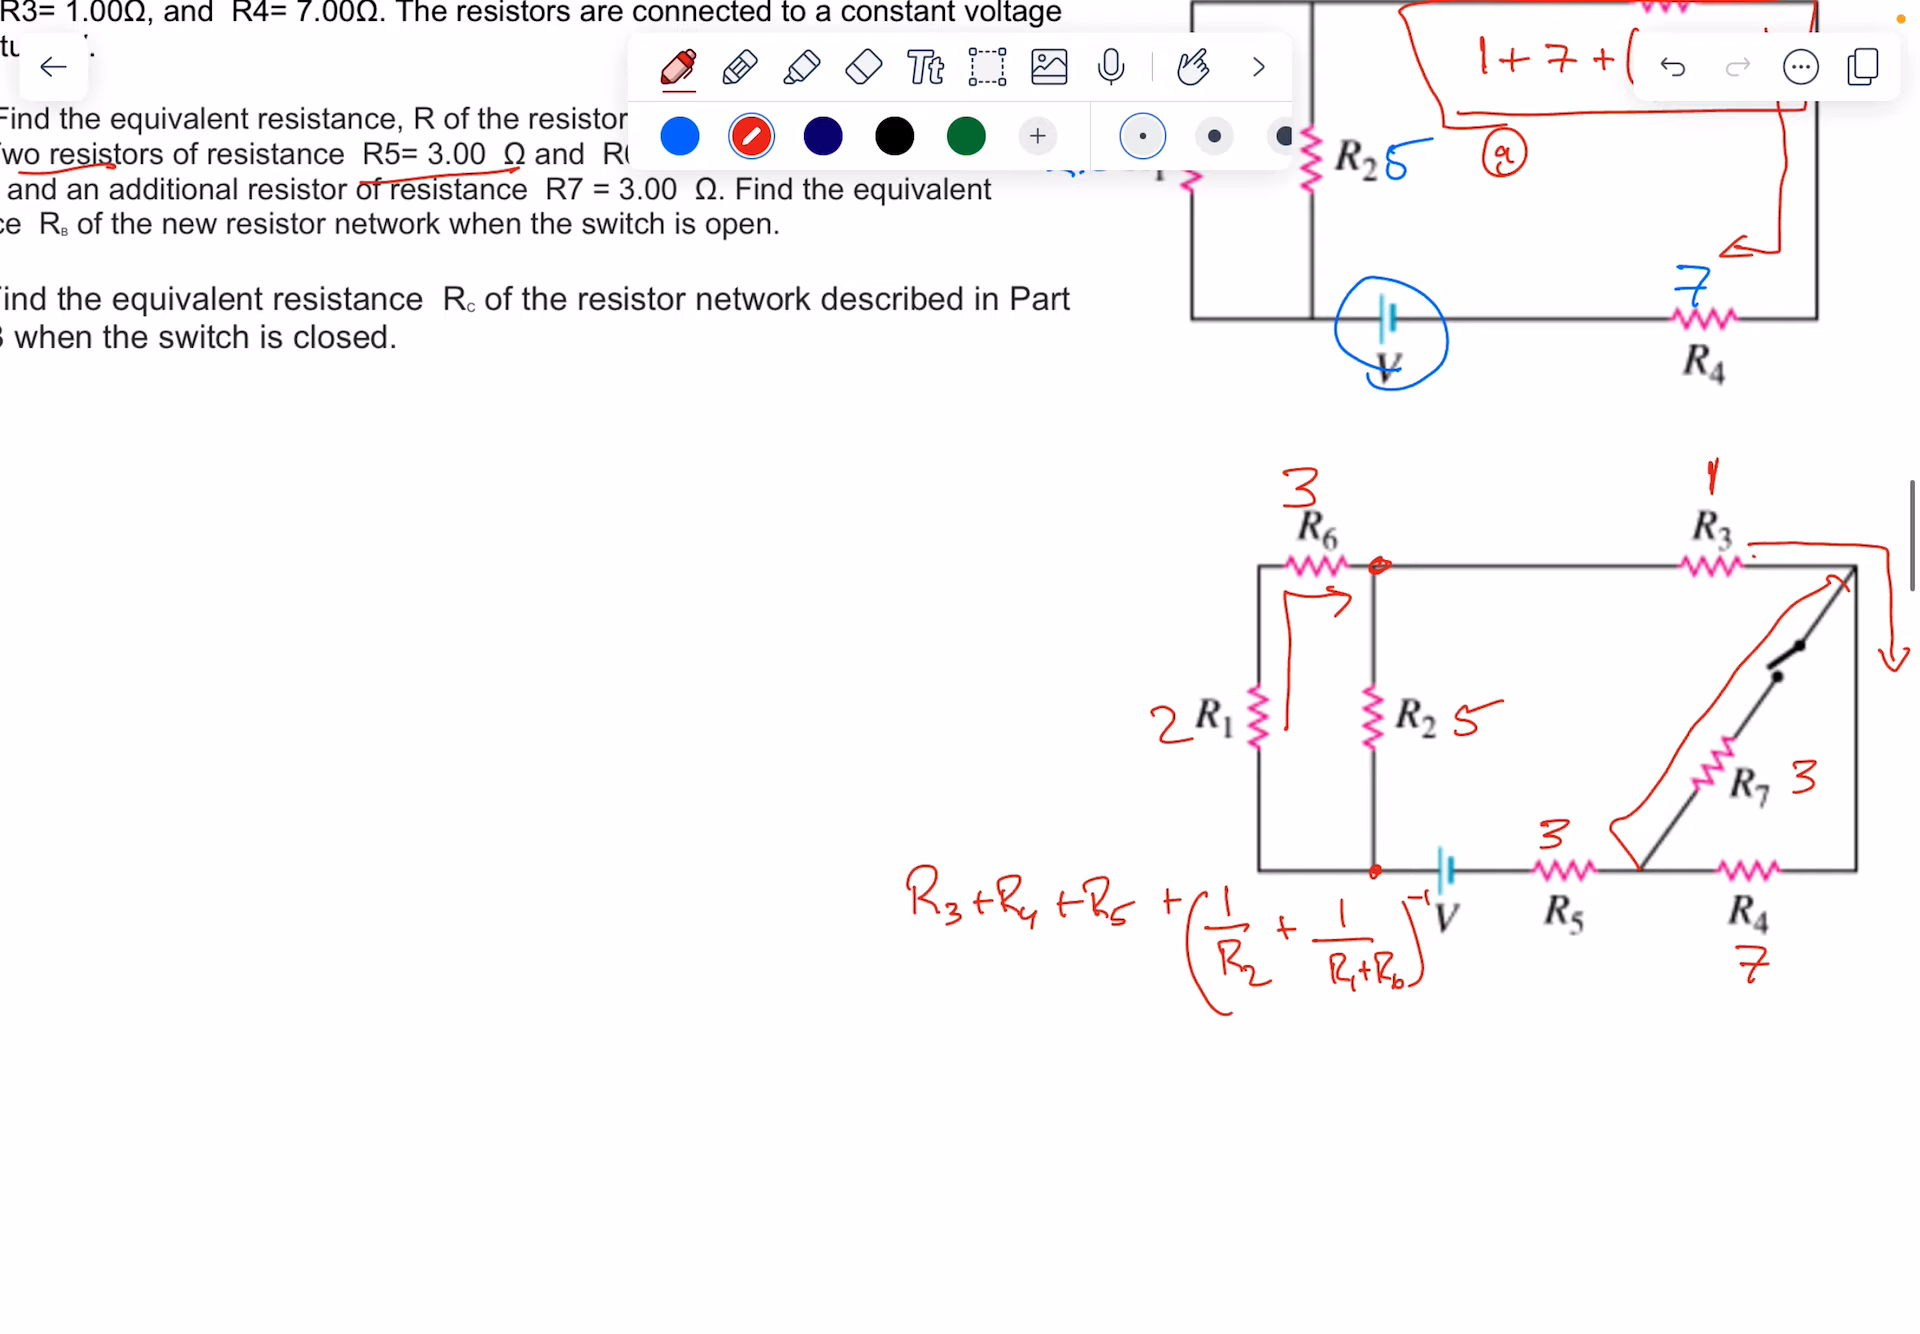 R3= 1.00Ω, and R4= 7.00Ω. The resistors are connected to a constant voltage
Find the equivalent resistance, R of the resistor
wo resistors of resistance R5= 3.00 Ω and R
and an additional resistor of resistance R7 = 3.00 Ω. Find the equivalent
ce R_B of the new resistor network when the switch is open.
ind the equivalent resistance R_c of the resistor network described in Part
B when the switch is closed.
Tt
1 + 7 + (
R₂ 5
a
7
V
R₄
3
R₆
1
R₃
2 R₁
R₂ 5
R₇ 3
3
V
R₅
R₄
7
R₃ + R₄ + R₅ + (1/R₂ + 1/(R₁+R₆))⁻¹